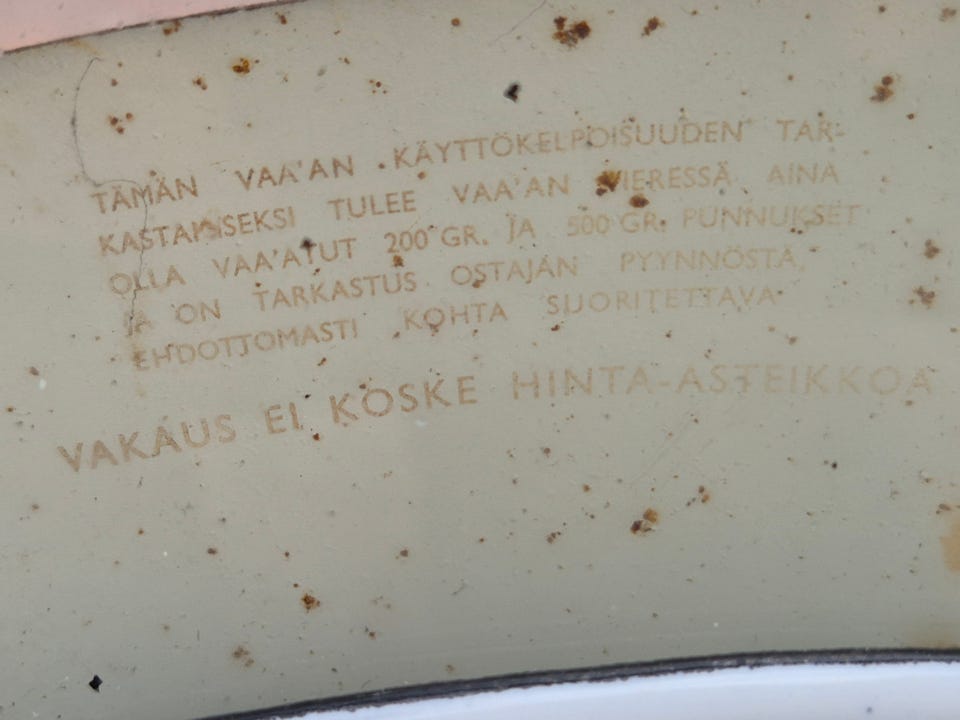 TÄMÄN VAA'AN KÄYTTÖKELPOISUUDEN TAR-
KASTAMISEKSI TULEE VAA'AN VIERESSÄ AINA
OLLA VAA'ATUT 200 GR. JA 500 GR. PUNNUKSET
JA ON TARKASTUS OSTAJAN PYYNNÖSTÄ
EHDOTTOMASTI KOHTA SUORITETTAVA
VAKAUS EI KOSKE HINTA-ASTEIKKOA